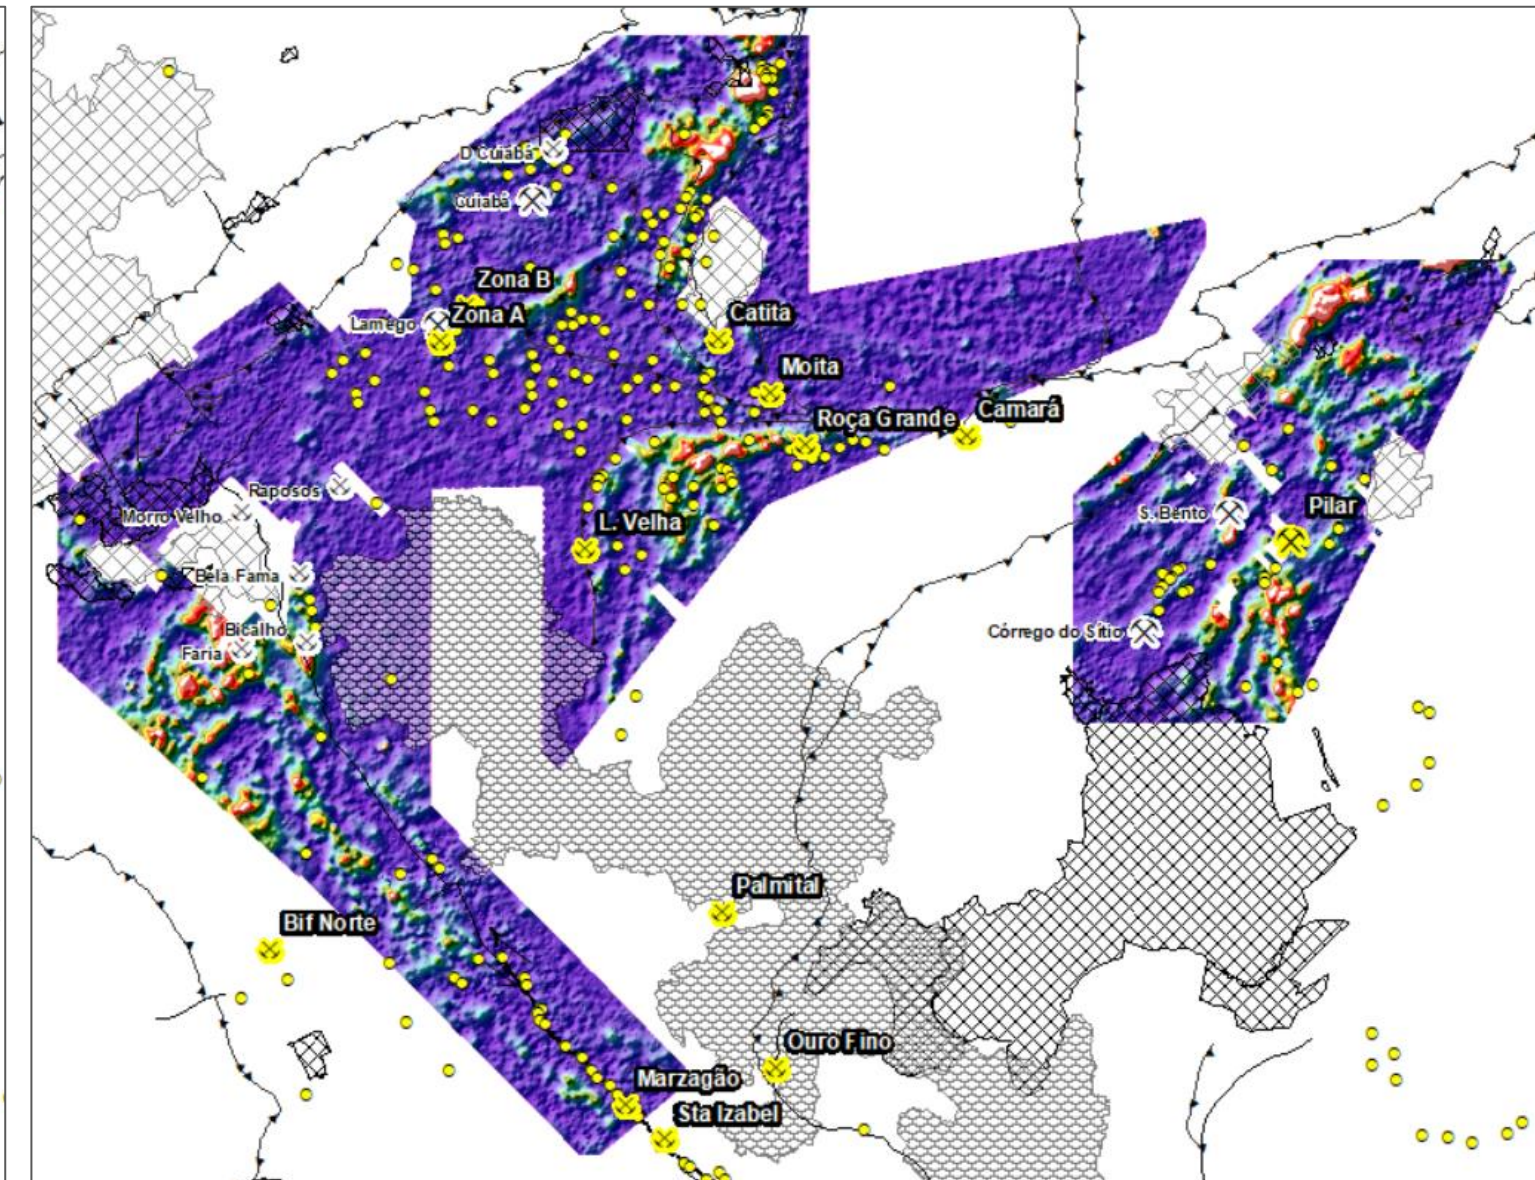 D Cuiabá
Cuiabá
Zona B
Zona A
Lamego
Catita
Moita
Roça Grande
Camará
Raposos
Morro Velho
L. Velha
S. Bento
Pilar
Bela Fama
Bicalho
Faria
Córrego do Sítio
Palmital
Bif Norte
Ouro Fino
Marzagão
Sta Izabel